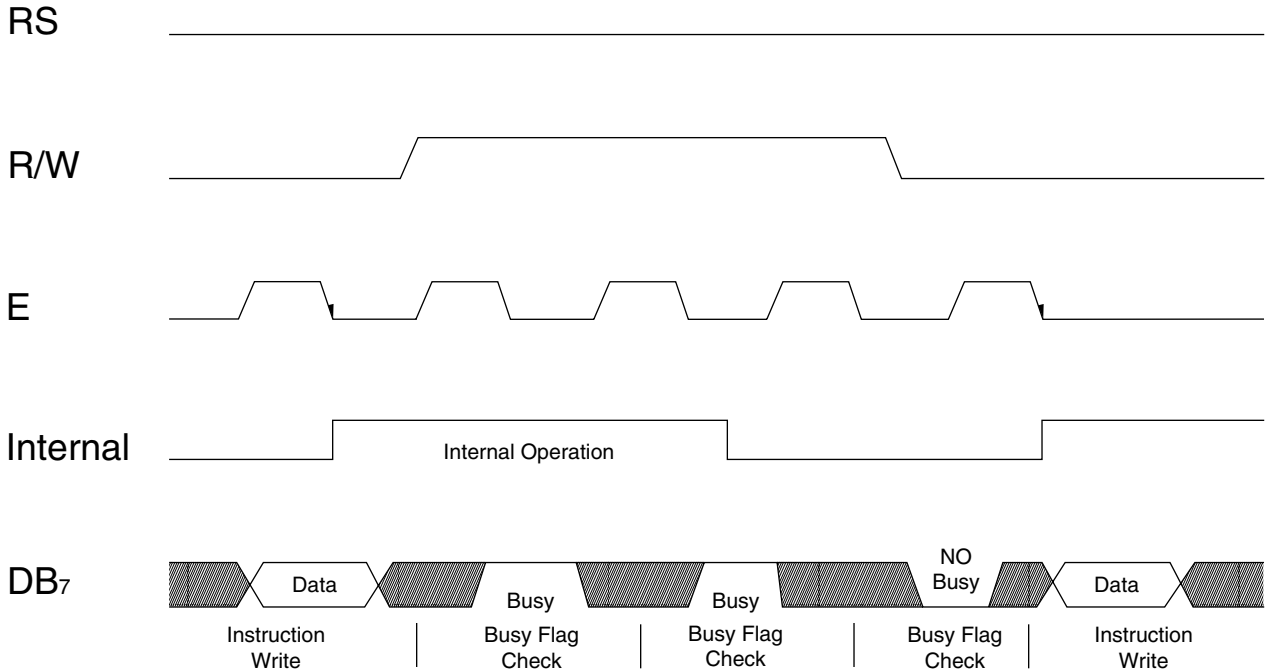 RS
R/W
E
Internal
Internal Operation
DB7
Data
Busy
Busy
NO
Busy
Data
Instruction
Write
Busy Flag
Check
Busy Flag
Check
Busy Flag
Check
Instruction
Write